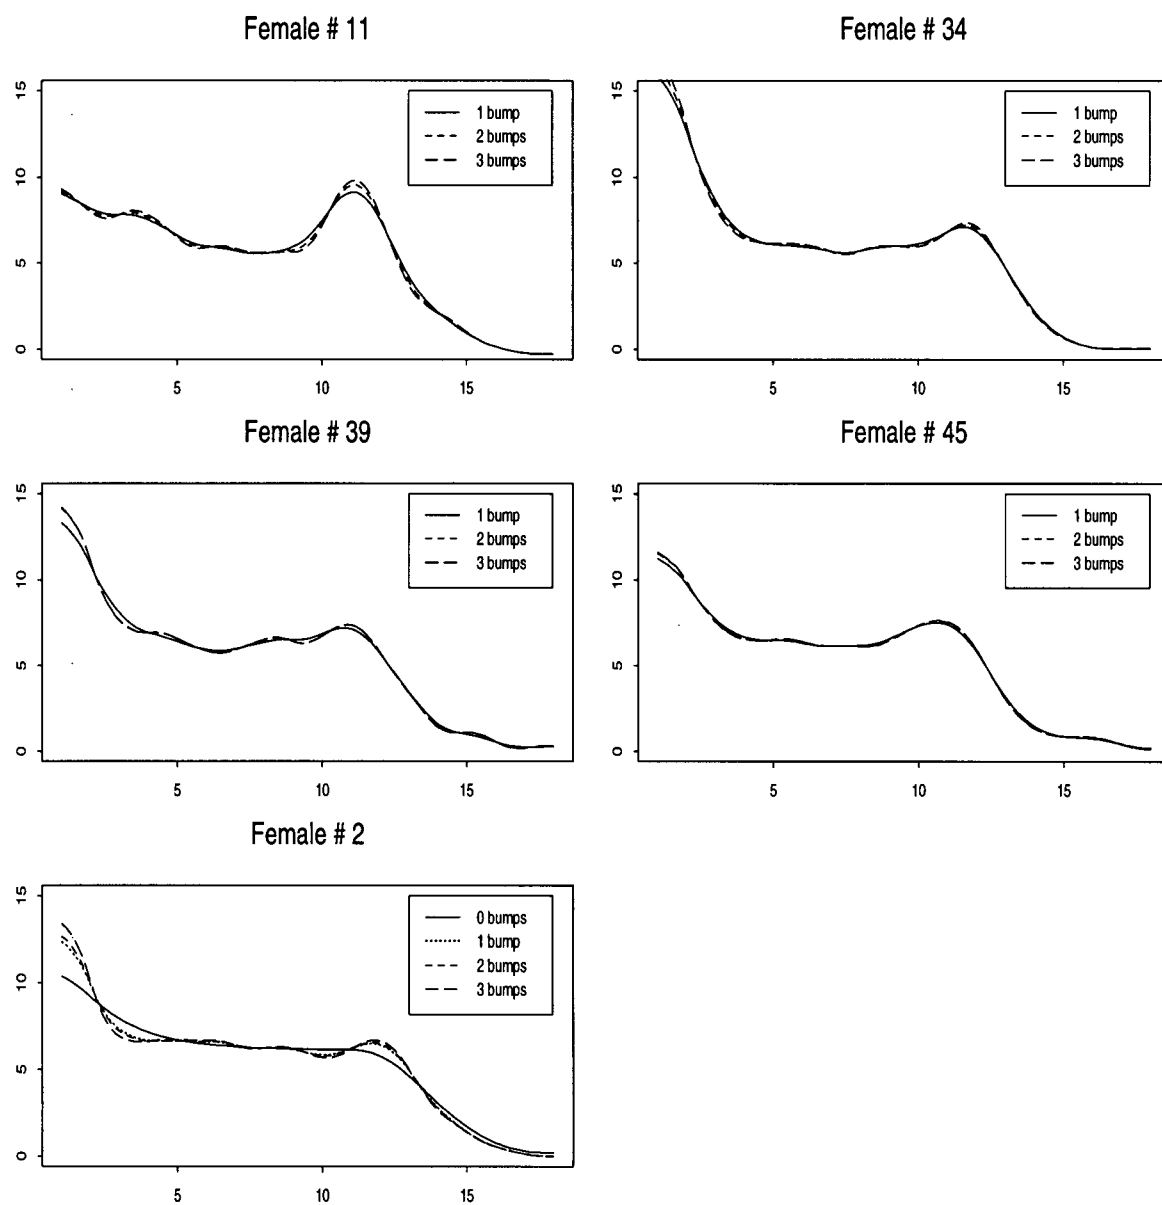 Female # 11
15
10
5
0
1 bump
2 bumps
3 bumps
5 10 15
Female # 34
15
10
5
0
1 bump
2 bumps
3 bumps
5 10 15
Female # 39
15
10
5
0
1 bump
2 bumps
3 bumps
5 10 15
Female # 45
15
10
5
0
1 bump
2 bumps
3 bumps
5 10 15
Female # 2
15
10
5
0
0 bumps
1 bump
2 bumps
3 bumps
5 10 15